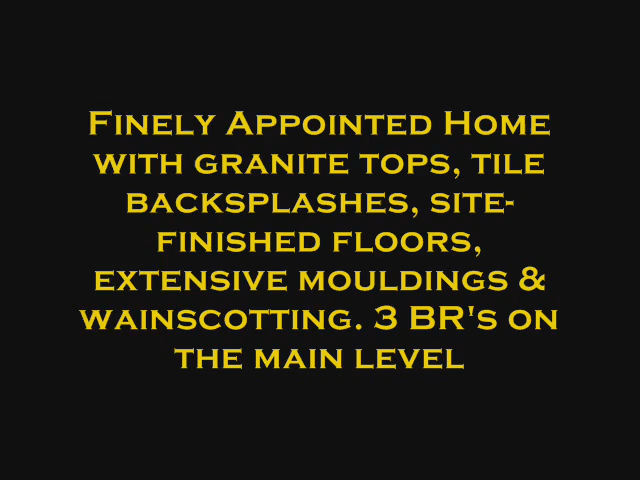 Finely Appointed Home
with granite tops, tile
backsplashes, site-
finished floors,
extensive mouldings &
wainscotting. 3 BR's on
the main level